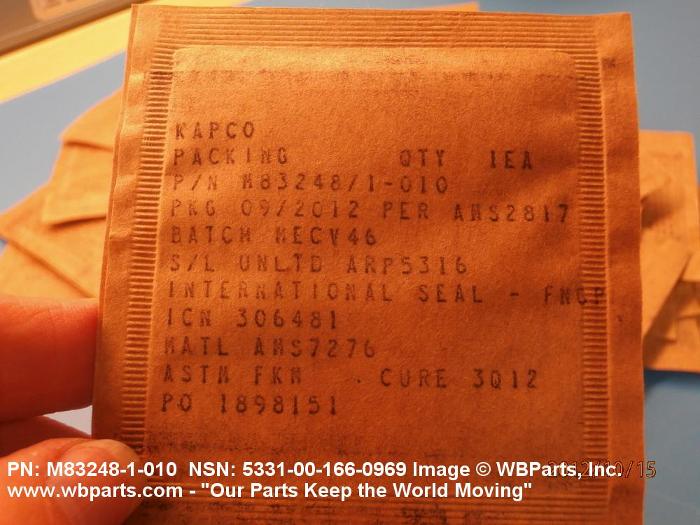 KAPCO
PACKING QTY 1EA
P/N M83248/1-010
PKG 09/2012 PER AMS2817
BATCH MECV46
S/L UNLTD ARP5316
INTERNATIONAL SEAL - FNGP
ICN 306481
MATL AMS7276
ASTM FKM . CURE 3Q12
PO 1898151
PN: M83248-1-010 NSN: 5331-00-166-0969 Image © WBParts, Inc.
www.wbparts.com - "Our Parts Keep the World Moving"